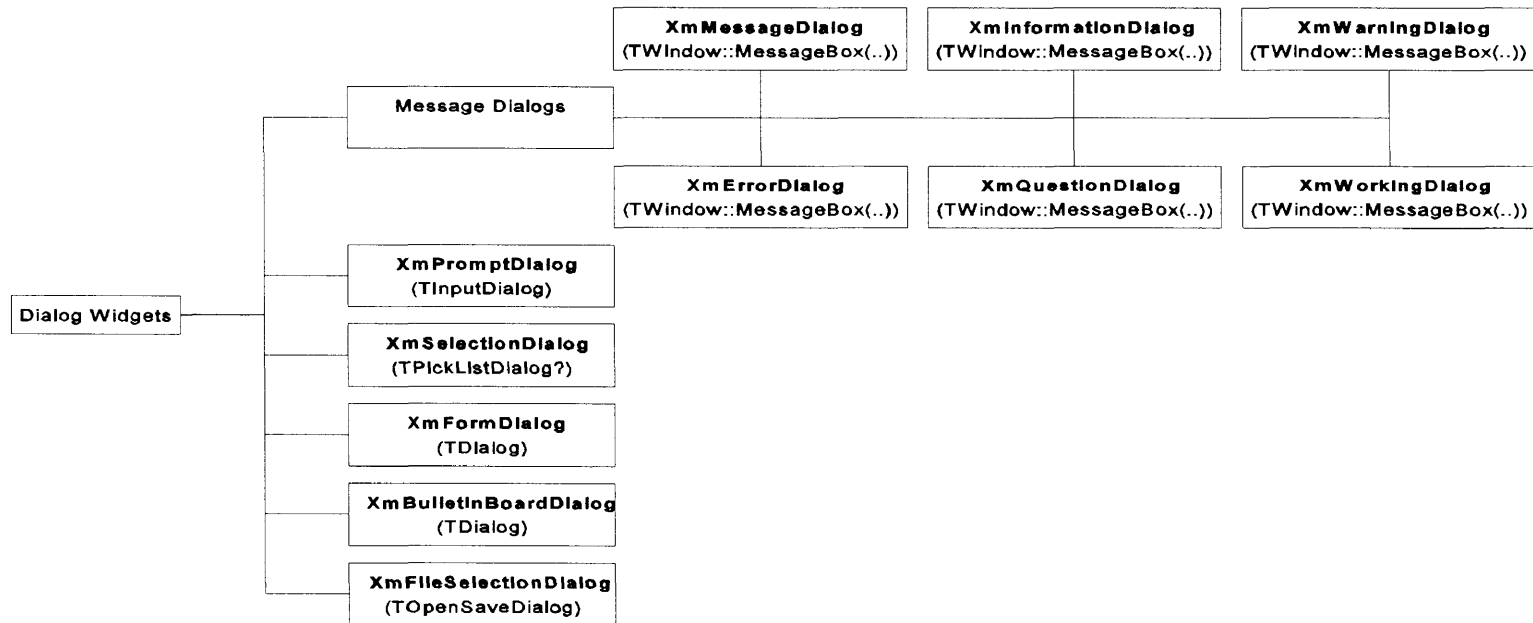 XmMessageDialog
(TWindow::MessageBox(..))
XmInformationDialog
(TWindow::MessageBox(..))
XmWarningDialog
(TWindow::MessageBox(..))
Message Dialogs
XmErrorDialog
(TWindow::MessageBox(..))
XmQuestionDialog
(TWindow::MessageBox(..))
XmWorkingDialog
(TWindow::MessageBox(..))
Dialog Widgets
XmPromptDialog
(TInputDialog)
XmSelectionDialog
(TPickListDialog?)
XmFormDialog
(TDialog)
XmBulletinBoardDialog
(TDialog)
XmFileSelectionDialog
(TOpenSaveDialog)